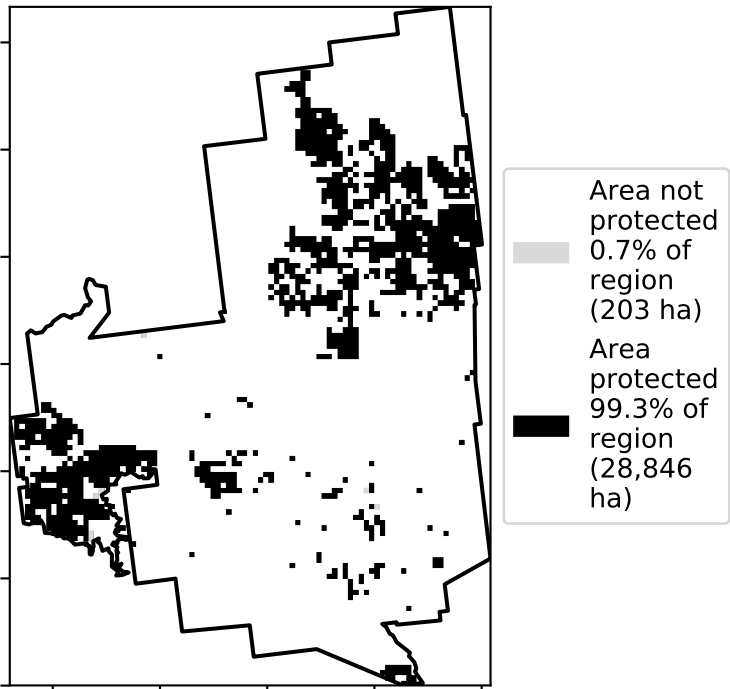 Area not
protected
0.7% of
region
(203 ha)
Area
protected
99.3% of
region
(28,846
ha)